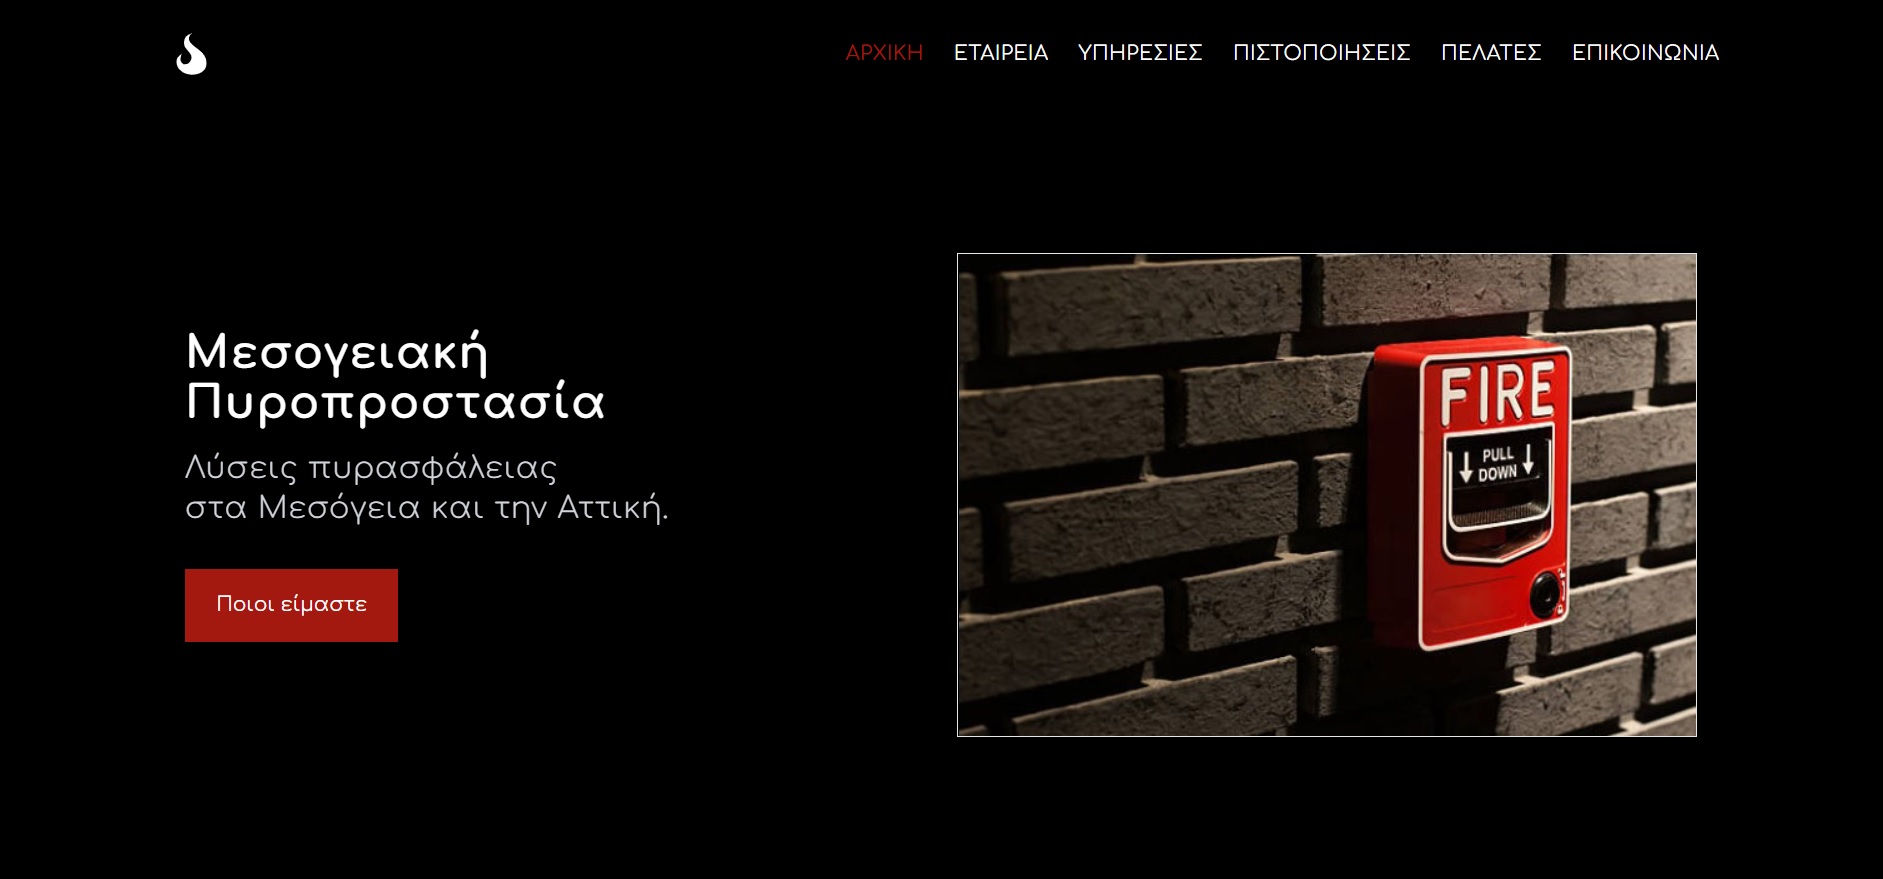 ΑΡΧΙΚΗ ΕΤΑΙΡΕΙΑ ΥΠΗΡΕΣΙΕΣ ΠΙΣΤΟΠΟΙΗΣΕΙΣ ΠΕΛΑΤΕΣ ΕΠΙΚΟΙΝΩΝΙΑ
Μεσογειακή
Πυροπροστασία
Λύσεις πυρασφάλειας
στα Μεσόγεια και την Αττική.
Ποιοι είμαστε
FIRE
PULL
DOWN